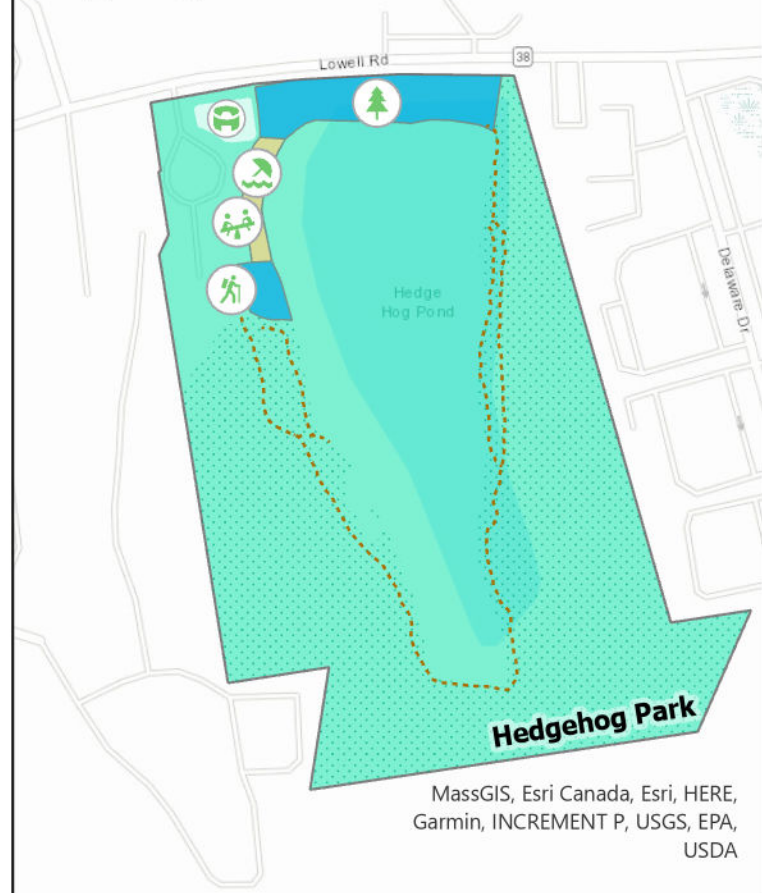 Lowell Rd
38
Delaware Dr
Hedge
Hog Pond
Hedgehog Park
MassGIS, Esri Canada, Esri, HERE,
Garmin, INCREMENT P, USGS, EPA,
USDA